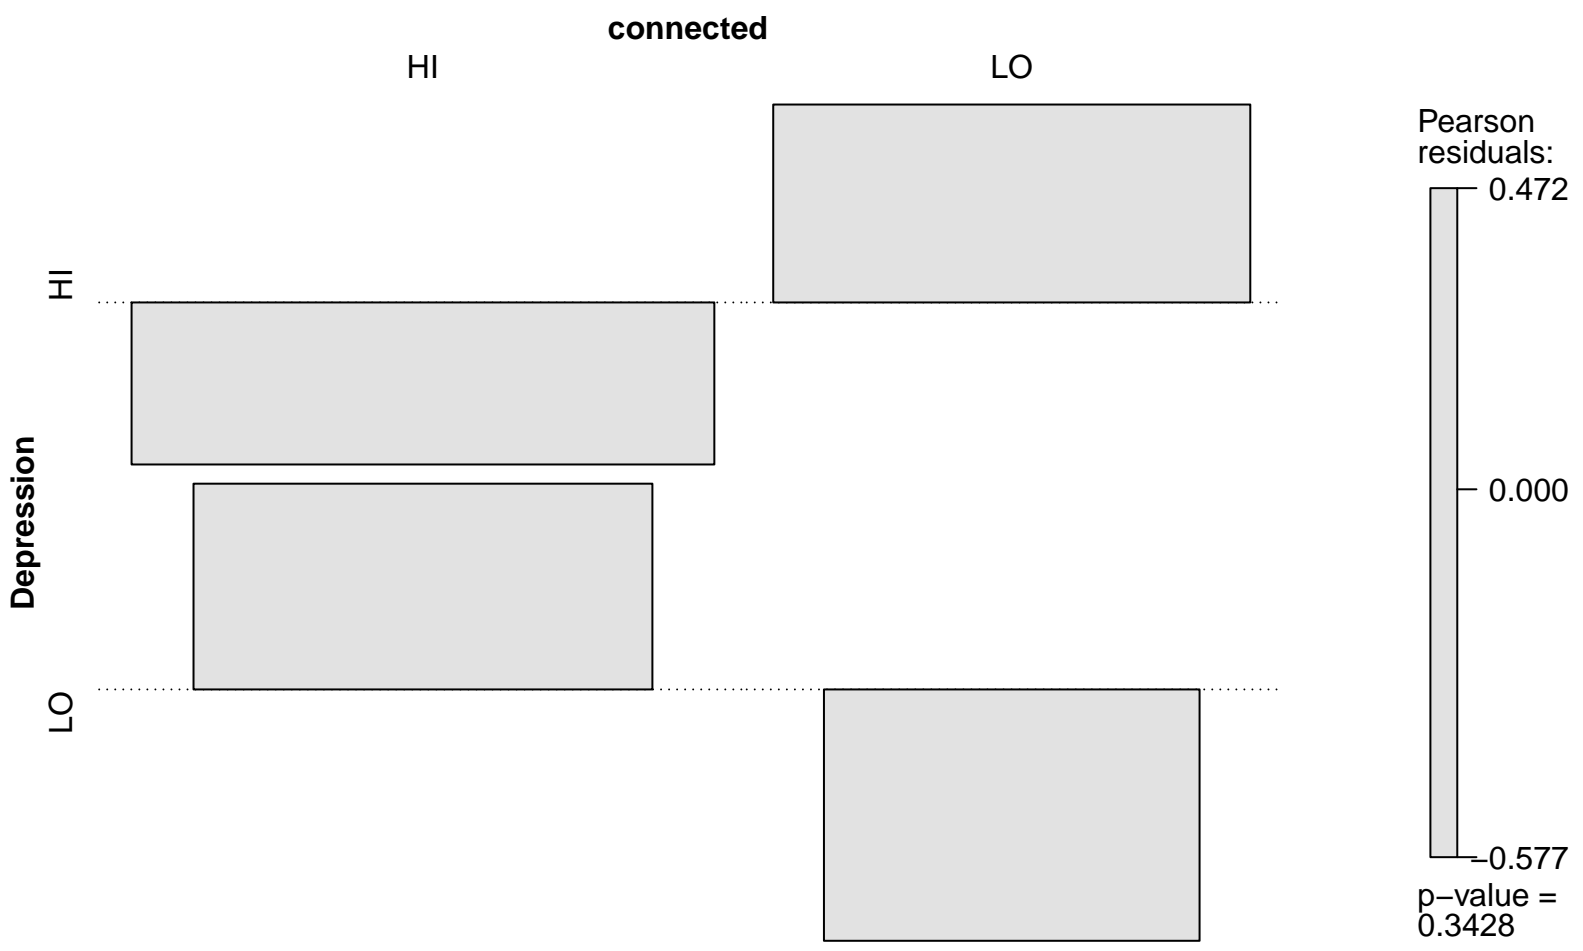 connected
HI LO
Depression
HI
LO
Pearson
residuals:
0.472
0.000
−0.577
p−value =
0.3428